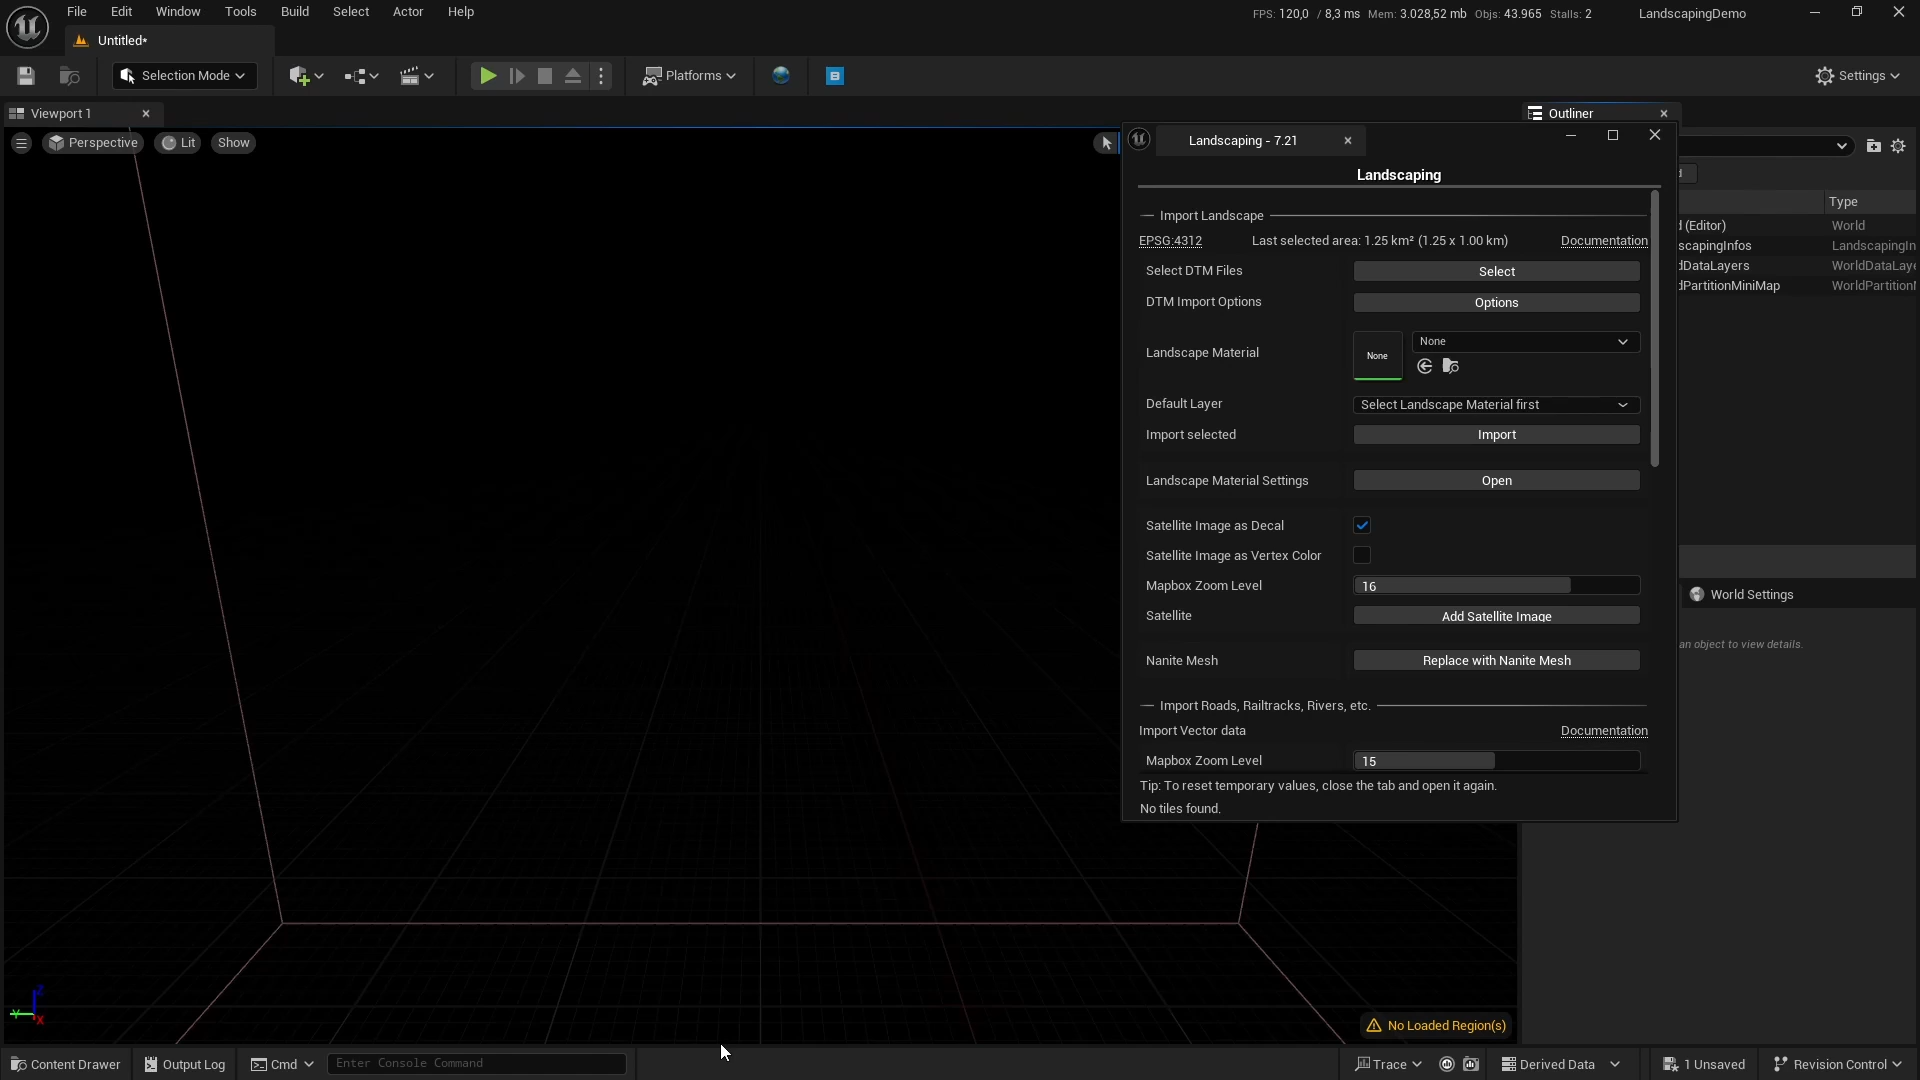 File Edit Window Tools Build Select Actor Help
FPS: 120,0 / 8,3 ms Mem: 3.028,52 mb Objs: 43.965 Stalls: 2
LandscapingDemo
Untitled*
Selection Mode
Platforms
Settings
Viewport 1
Outliner
Perspective
Lit
Show
Landscaping - 7.21
Landscaping
Import Landscape
EPSG:4312 Last selected area: 1.25 km² (1.25 x 1.00 km) Documentation
Select DTM Files Select
DTM Import Options Options
Landscape Material None None
Default Layer Select Landscape Material first
Import selected Import
Landscape Material Settings Open
Satellite Image as Decal
Satellite Image as Vertex Color
Mapbox Zoom Level 16
Satellite Add Satellite Image
Nanite Mesh Replace with Nanite Mesh
Import Roads, Railtracks, Rivers, etc.
Import Vector data Documentation
Mapbox Zoom Level 15
Tip: To reset temporary values, close the tab and open it again.
No tiles found.
Type
d (Editor) World
scapingInfos LandscapingIn
dDataLayers WorldDataLaye
dPartitionMiniMap WorldPartition
World Settings
an object to view details.
Z
Y
X
No Loaded Region(s)
Content Drawer
Output Log
Cmd
Enter Console Command
Trace
Derived Data
1 Unsaved
Revision Control